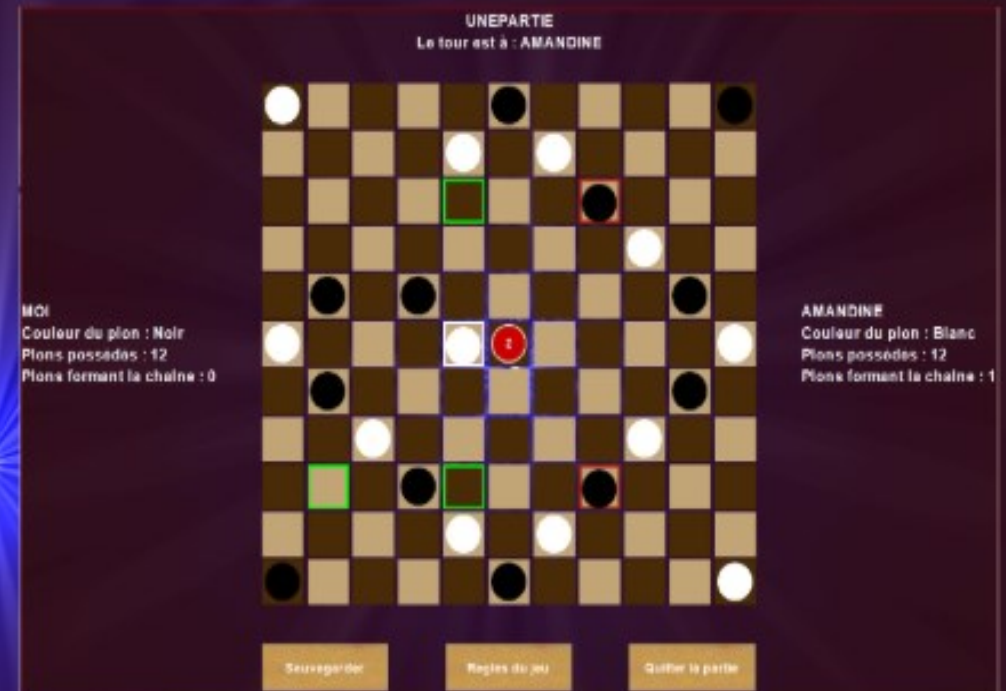 UNEPARTIE
Le tour est à : AMANDINE
MOI
Couleur du pion : Noir
Pions possédés : 12
Pions formant la chaîne : 0
AMANDINE
Couleur du pion : Blanc
Pions possédés : 12
Pions formant la chaîne : 1
Sauvegarder
Regles du jeu
Quitter la partie